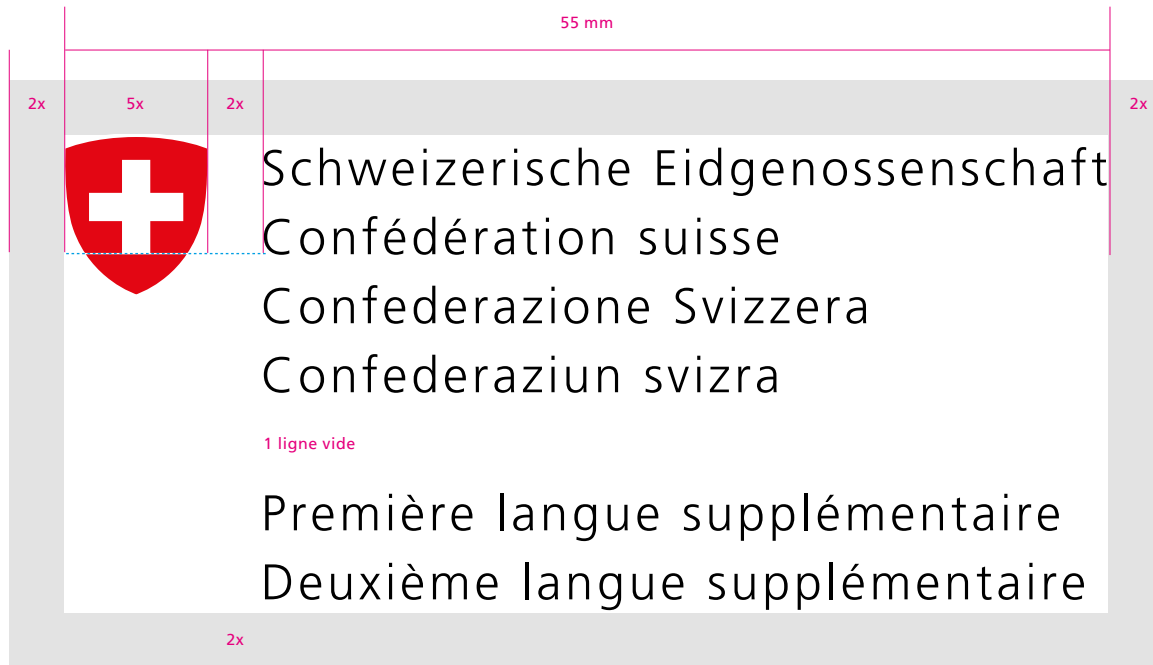 55 mm
2x 5x 2x 2x
Schweizerische Eidgenossenschaft
Confédération suisse
Confederazione Svizzera
Confederaziun svizra
1 ligne vide
Première langue supplémentaire
Deuxième langue supplémentaire
2x